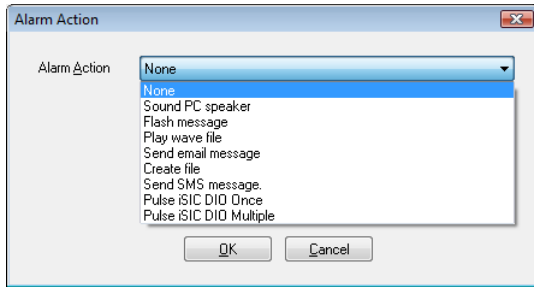 Alarm Action
Alarm Action None
None
Sound PC speaker
Flash message
Play wave file
Send email message
Create file
Send SMS message.
Pulse iSIC DIO Once
Pulse iSIC DIO Multiple
OK Cancel